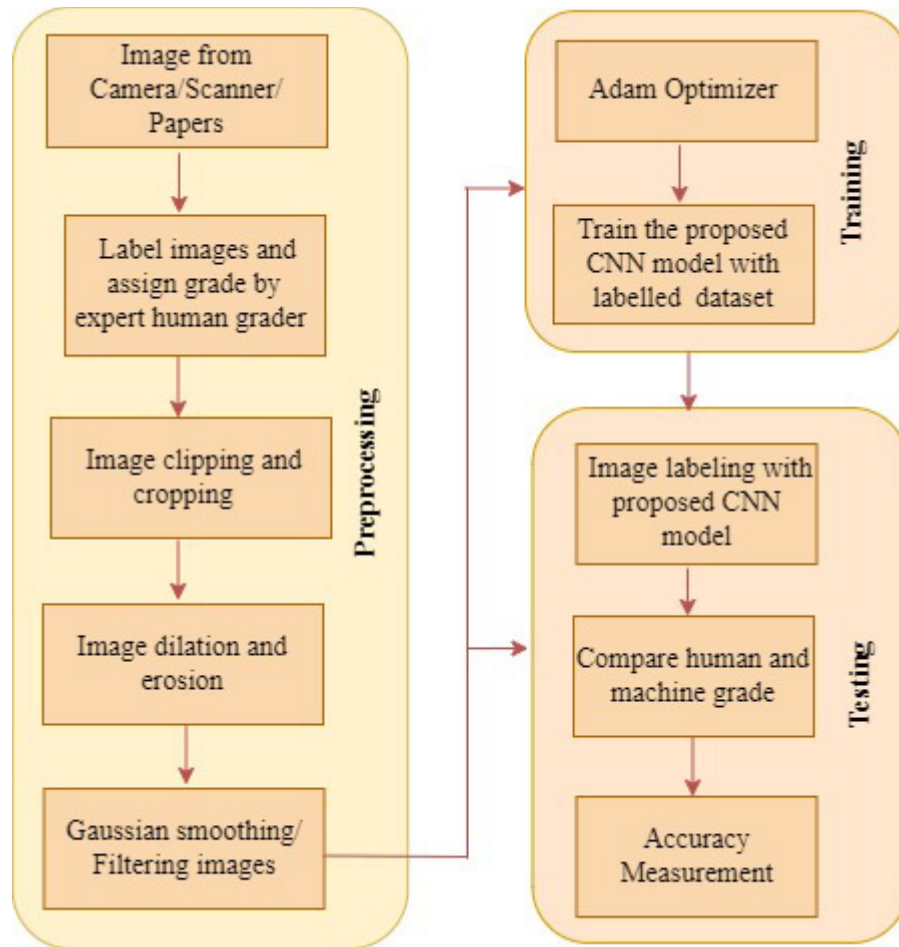 Image from
Camera/Scanner/
Papers
Label images and
assign grade by
expert human grader
Image clipping and
cropping
Image dilation and
erosion
Gaussian smoothing/
Filtering images
Preprocessing
Adam Optimizer
Train the proposed
CNN model with
labelled dataset
Training
Image labeling with
proposed CNN
model
Compare human and
machine grade
Accuracy
Measurement
Testing